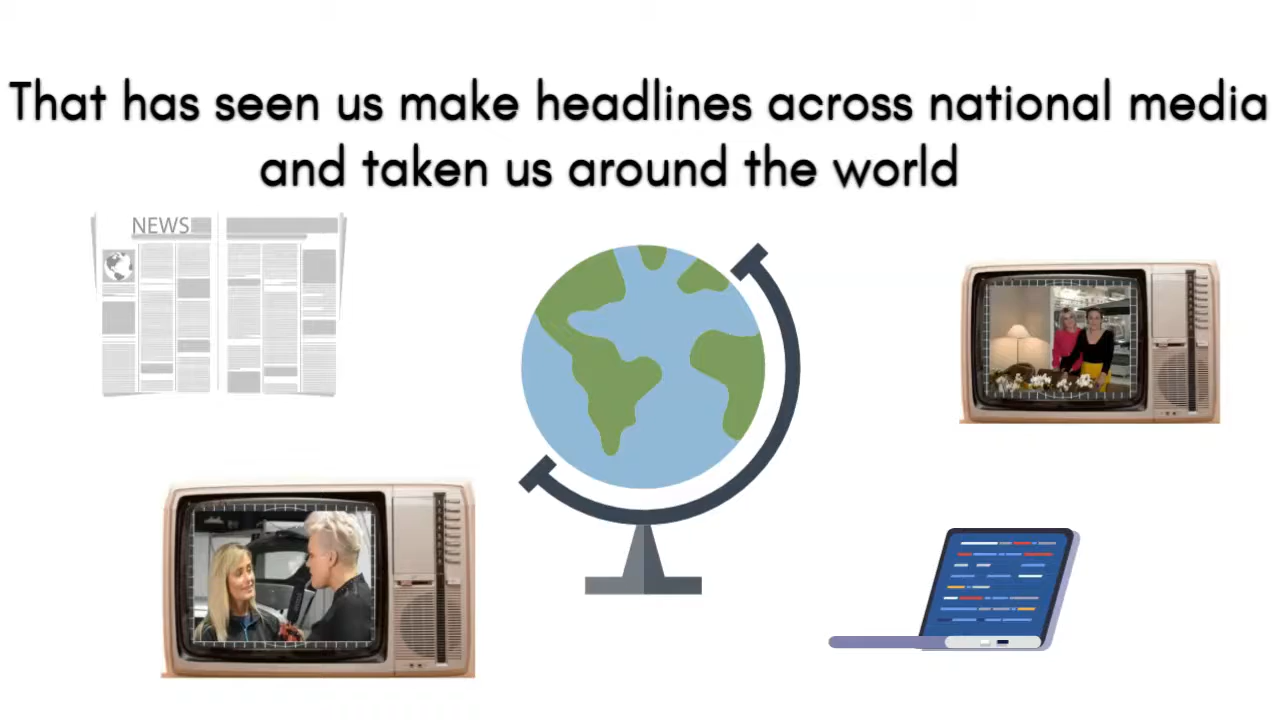 That has seen us make headlines across national media
and taken us around the world
NEWS